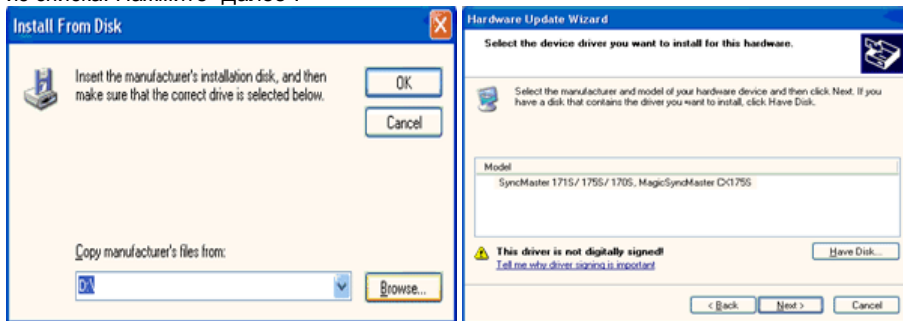 Install From Disk
Insert the manufacturer's installation disk, and then
make sure that the correct drive is selected below.
OK
Cancel
Copy manufacturer's files from:
D:\
Browse...
Hardware Update Wizard
Select the device driver you want to install for this hardware.
Select the manufacturer and model of your hardware device and then click Next. If you
have a disk that contains the driver you want to install, click Have Disk.
Model
SyncMaster 171S/ 175S/ 170S, MagicSyncMaster CX175S
This driver is not digitally signed!
Tell me why driver signing is important
Have Disk...
< Back
Next >
Cancel